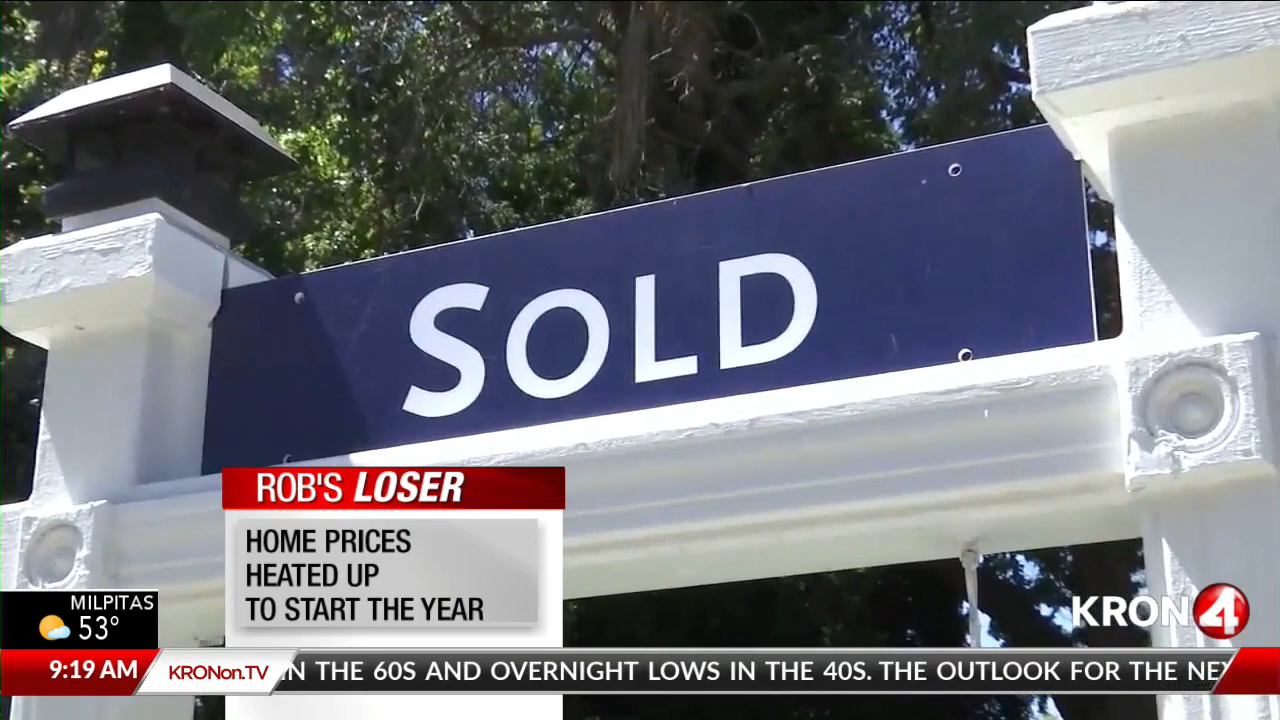 SOLD
ROB'S LOSER
HOME PRICES
HEATED UP
TO START THE YEAR
MILPITAS
53°
KRON4
9:19 AM
KRONon.TV
N THE 60S AND OVERNIGHT LOWS IN THE 40S. THE OUTLOOK FOR THE NE